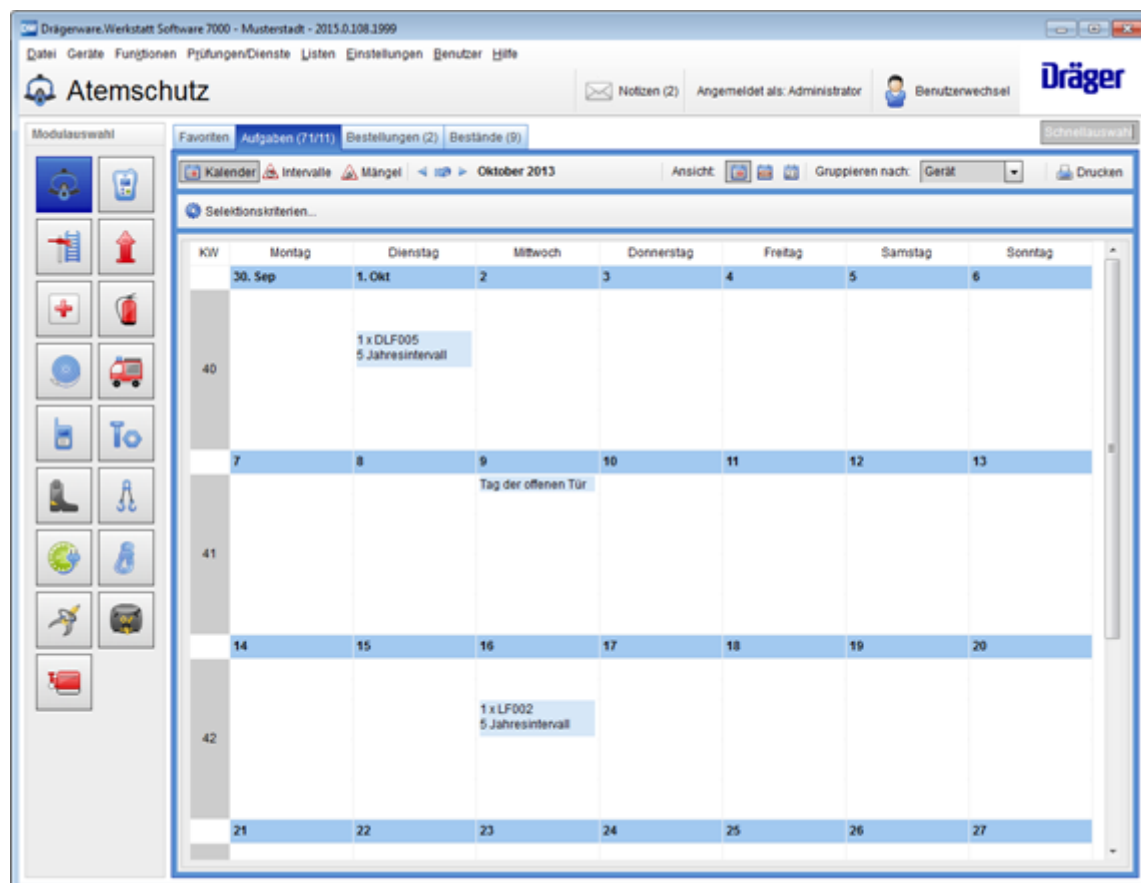 Drägerware.Werkstatt Software 7000 - Musterstadt - 2015.0.108.1999
Datei Geräte Funktionen Prüfungen/Dienste Listen Einstellungen Benutzer Hilfe
Atemschutz
Notizen (2) Angemeldet als: Administrator Benutzerwechsel
Dräger
Modulauswahl
Favoriten Aufgaben (71/11) Bestellungen (2) Bestände (9) Schnellauswahl
Kalender Intervalle Mängel Oktober 2013 Ansicht: Gruppieren nach: Gerät Drucken
Selektionskriterien...
KW Montag Dienstag Mittwoch Donnerstag Freitag Samstag Sonntag
30. Sep 1. Okt 2 3 4 5 6
1 x DLF005
5 Jahresintervall
40
7 8 9 10 11 12 13
Tag der offenen Tür
41
14 15 16 17 18 19 20
1 x LF002
5 Jahresintervall
42
21 22 23 24 25 26 27